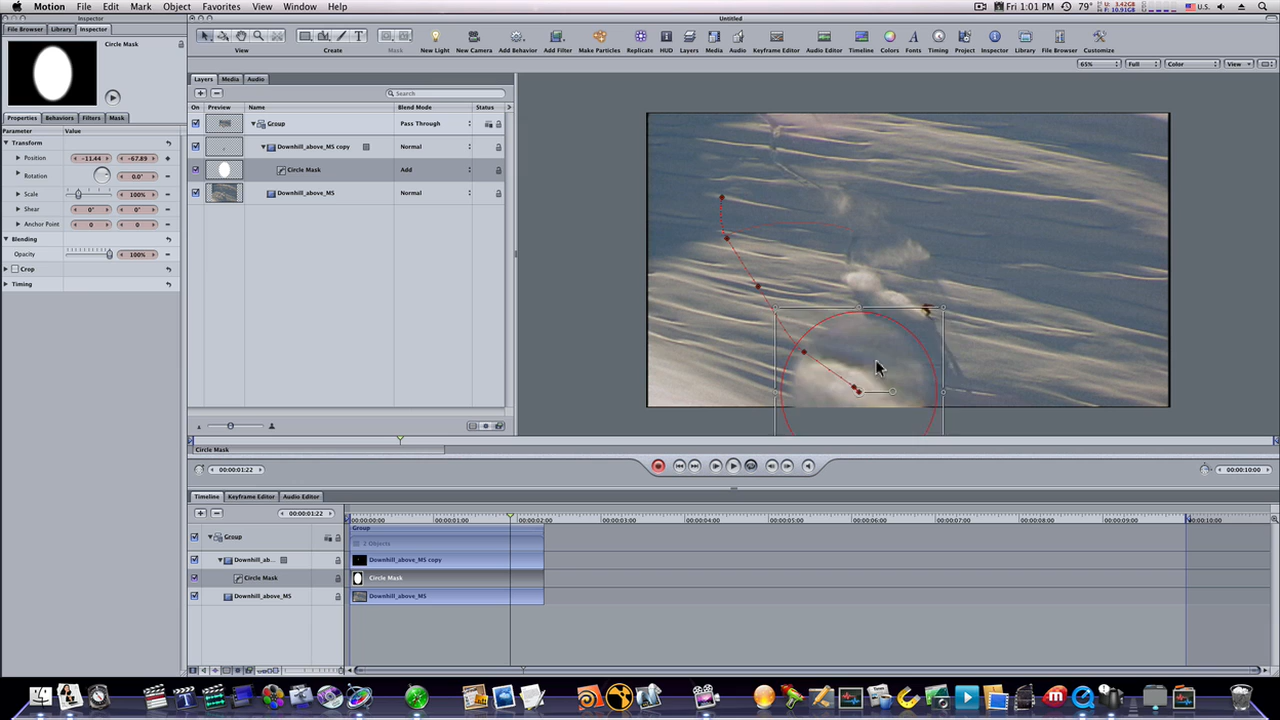 Motion File Edit Mark Object Favorites View Window Help
3.42GB
10.91GB
Fri 1:01 PM 79° U.S.
Inspector
Untitled
File Browser Library Inspector
Circle Mask
View Create Mask New Light New Camera Add Behavior Add Filter Make Particles Replicate HUD Layers Media Audio Keyframe Editor Audio Editor Timeline Colors Fonts Timing Project Inspector Library File Browser Customize
65% Full Color View
Layers Media Audio
Search
On Preview Name Blend Mode Status
Properties Behaviors Filters Mask
Parameter Value
Transform
Position -11.44 -67.89
Rotation 0.0°
Scale 100%
Shear 0° 0°
Anchor Point 0 0
Blending
Opacity 100%
Crop
Timing
Group Pass Through
Downhill_above_MS copy Normal
Circle Mask Add
Downhill_above_MS Normal
Circle Mask
00:00:01:22
00:00:10:00
Timeline Keyframe Editor Audio Editor
00:00:01:22
00:00:00:00 00:00:01:00 00:00:02:00 00:00:03:00 00:00:04:00 00:00:05:00 00:00:06:00 00:00:07:00 00:00:08:00 00:00:09:00 00:00:10:00
Group
Group
2 Objects
Downhill_ab... Downhill_above_MS copy
Circle Mask Circle Mask
Downhill_above_MS Downhill_above_MS